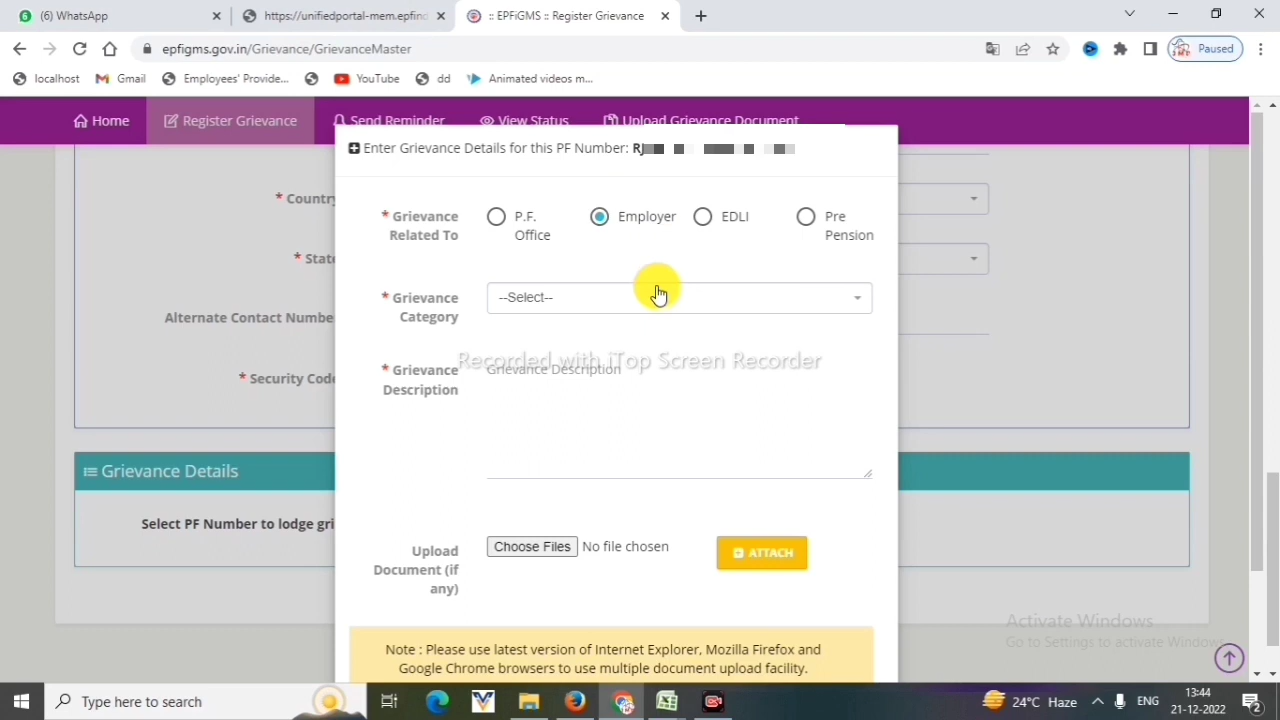 (6) WhatsApp
https://unifiedportal-mem.epfind
:: EPFiGMS :: Register Grievance
epfigms.gov.in/Grievance/GrievanceMaster
Paused
localhost
Gmail
Employees' Provide...
YouTube
dd
Animated videos m...
Home
Register Grievance
Send Reminder
View Status
Upload Grievance Document
Enter Grievance Details for this PF Number: RJ
* Country
* State
Alternate Contact Numbe
* Security Code
* Grievance
Related To
P.F.
Office
Employer
EDLI
Pre
Pension
* Grievance
Category
--Select--
Recorded with iTop Screen Recorder
* Grievance
Description
Grievance Description
Grievance Details
Select PF Number to lodge gri
Upload
Document (if
any)
Choose Files No file chosen
ATTACH
Note : Please use latest version of Internet Explorer, Mozilla Firefox and
Google Chrome browsers to use multiple document upload facility.
Activate Windows
Go to Settings to activate Windows.
Type here to search
24°C Haze
ENG
13:44
21-12-2022
2